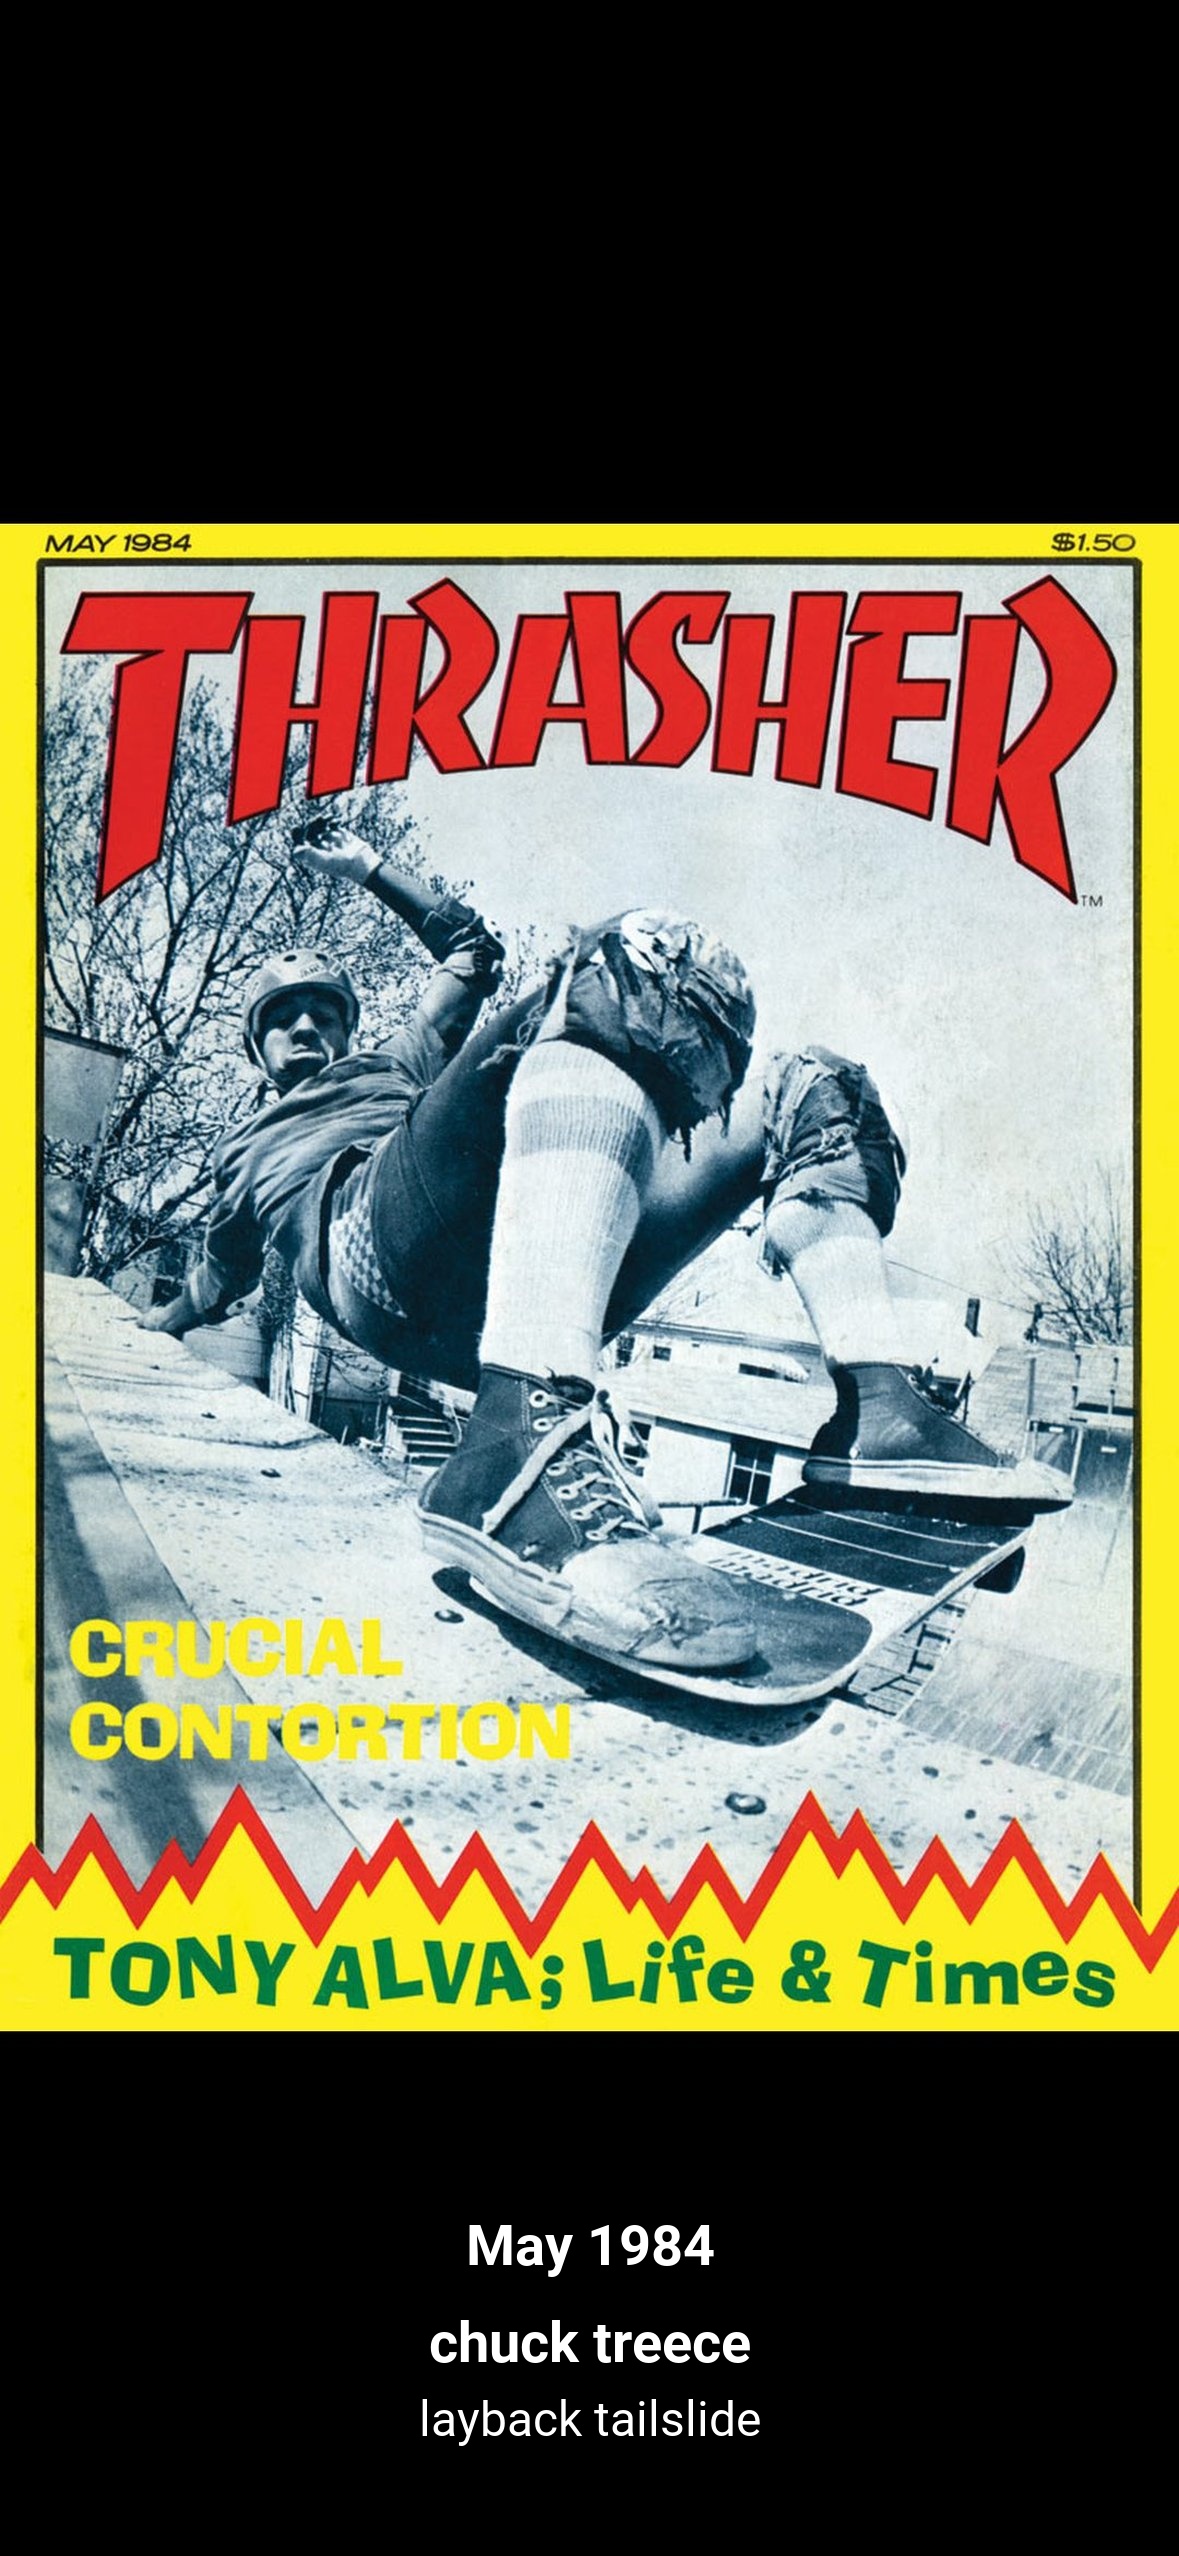 MAY 1984
$1.50
THRASHER
TM
CRUCIAL
CONTORTION
TONY ALVA; Life & Times
May 1984
chuck treece
layback tailslide